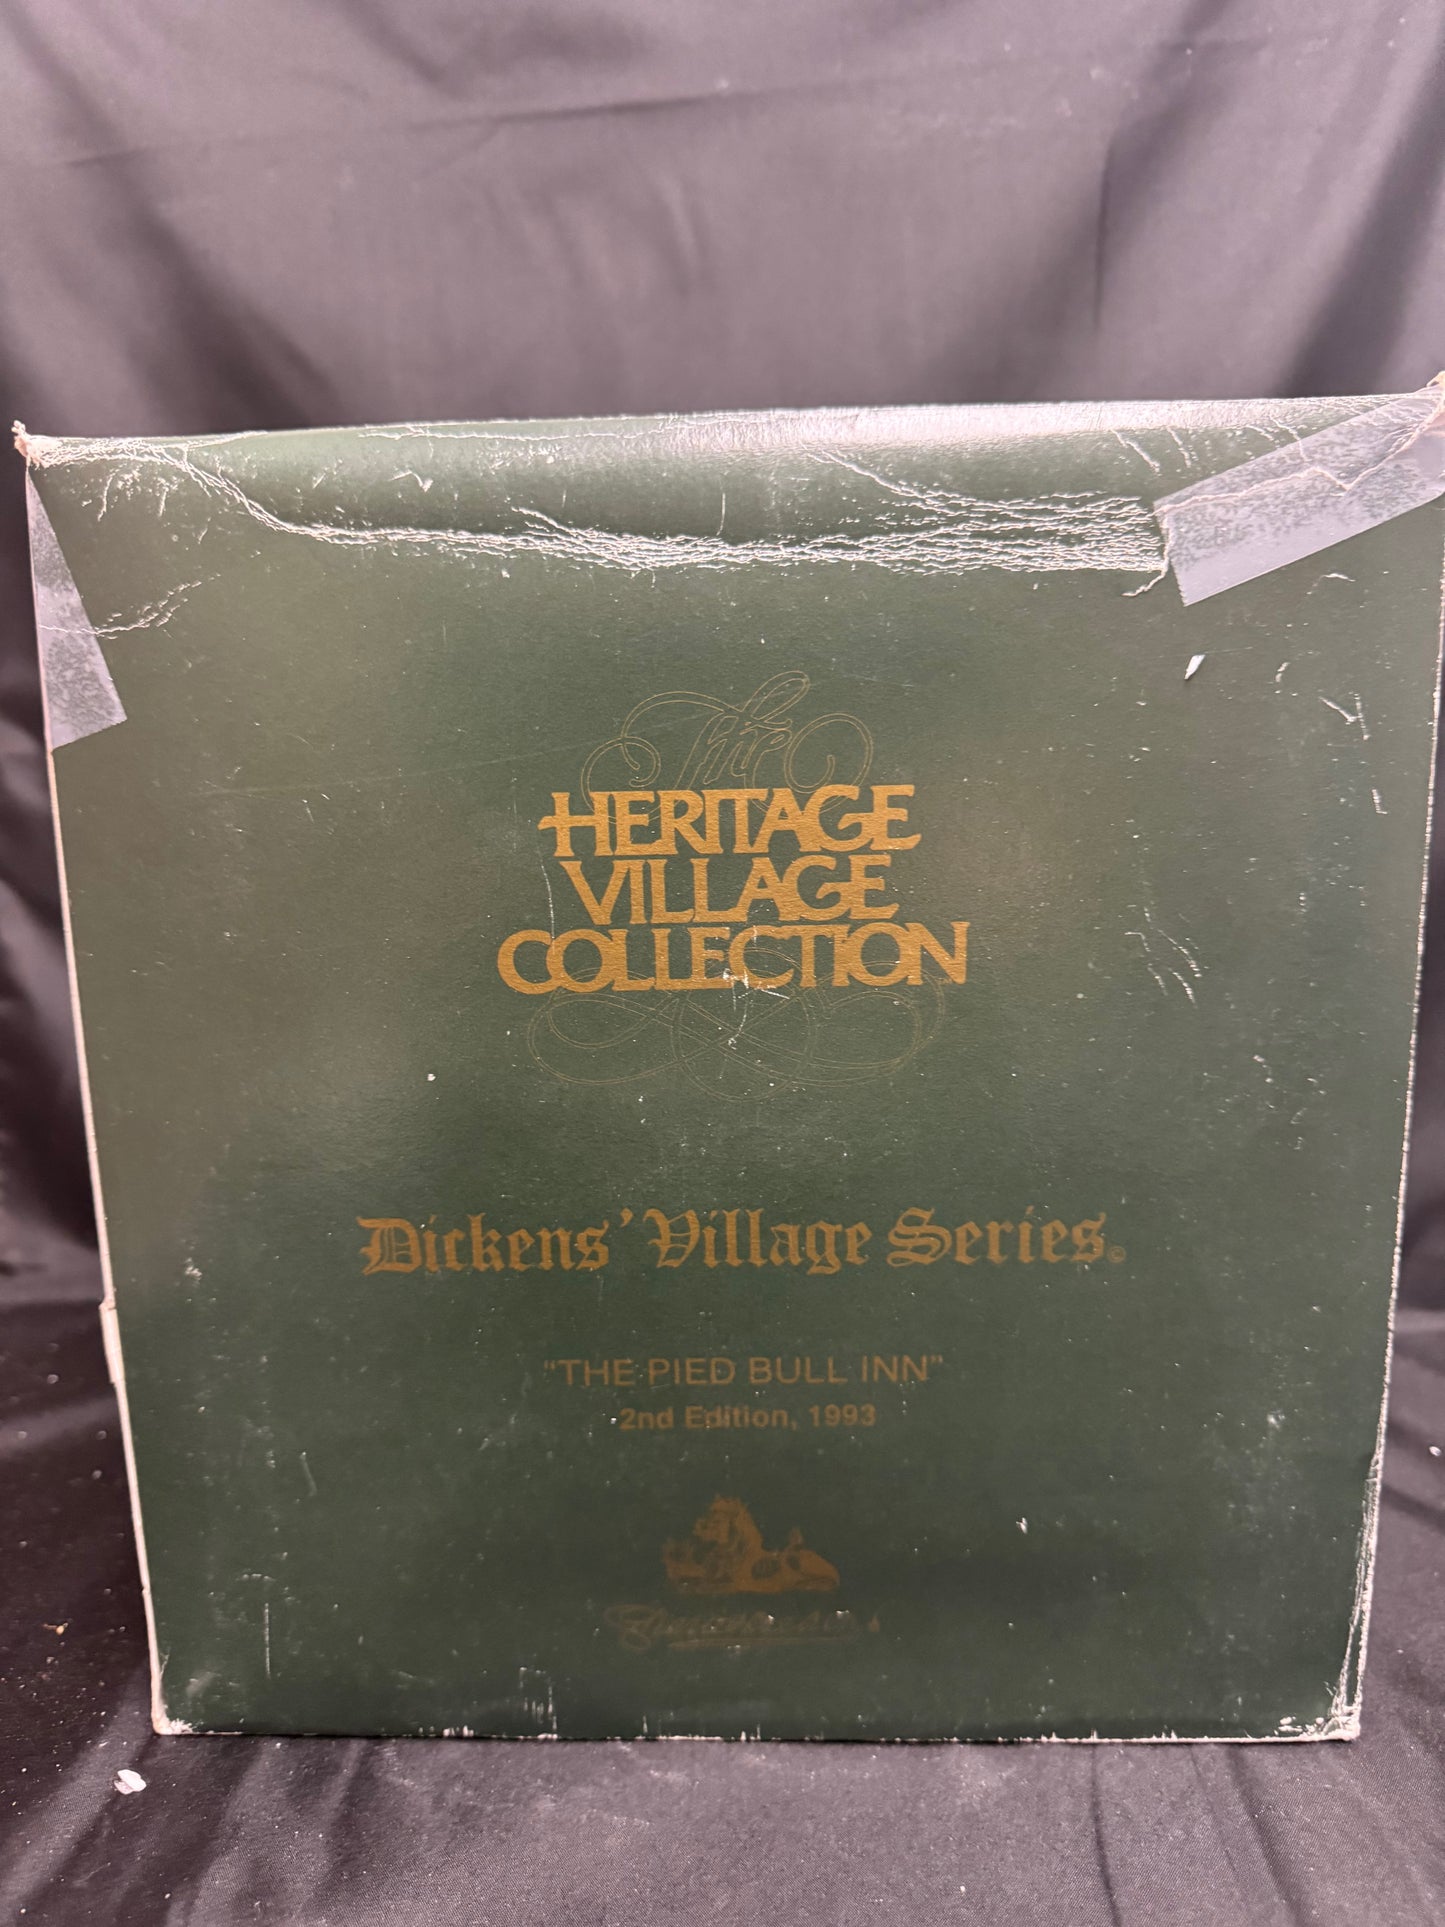 The
HERITAGE
VILLAGE
COLLECTION
Dickens' Village Series©
"THE PIED BULL INN"
2nd Edition, 1993